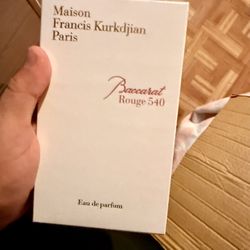 Maison
Francis Kurkdjian
Paris
Baccarat
Rouge 540
Eau de parfum